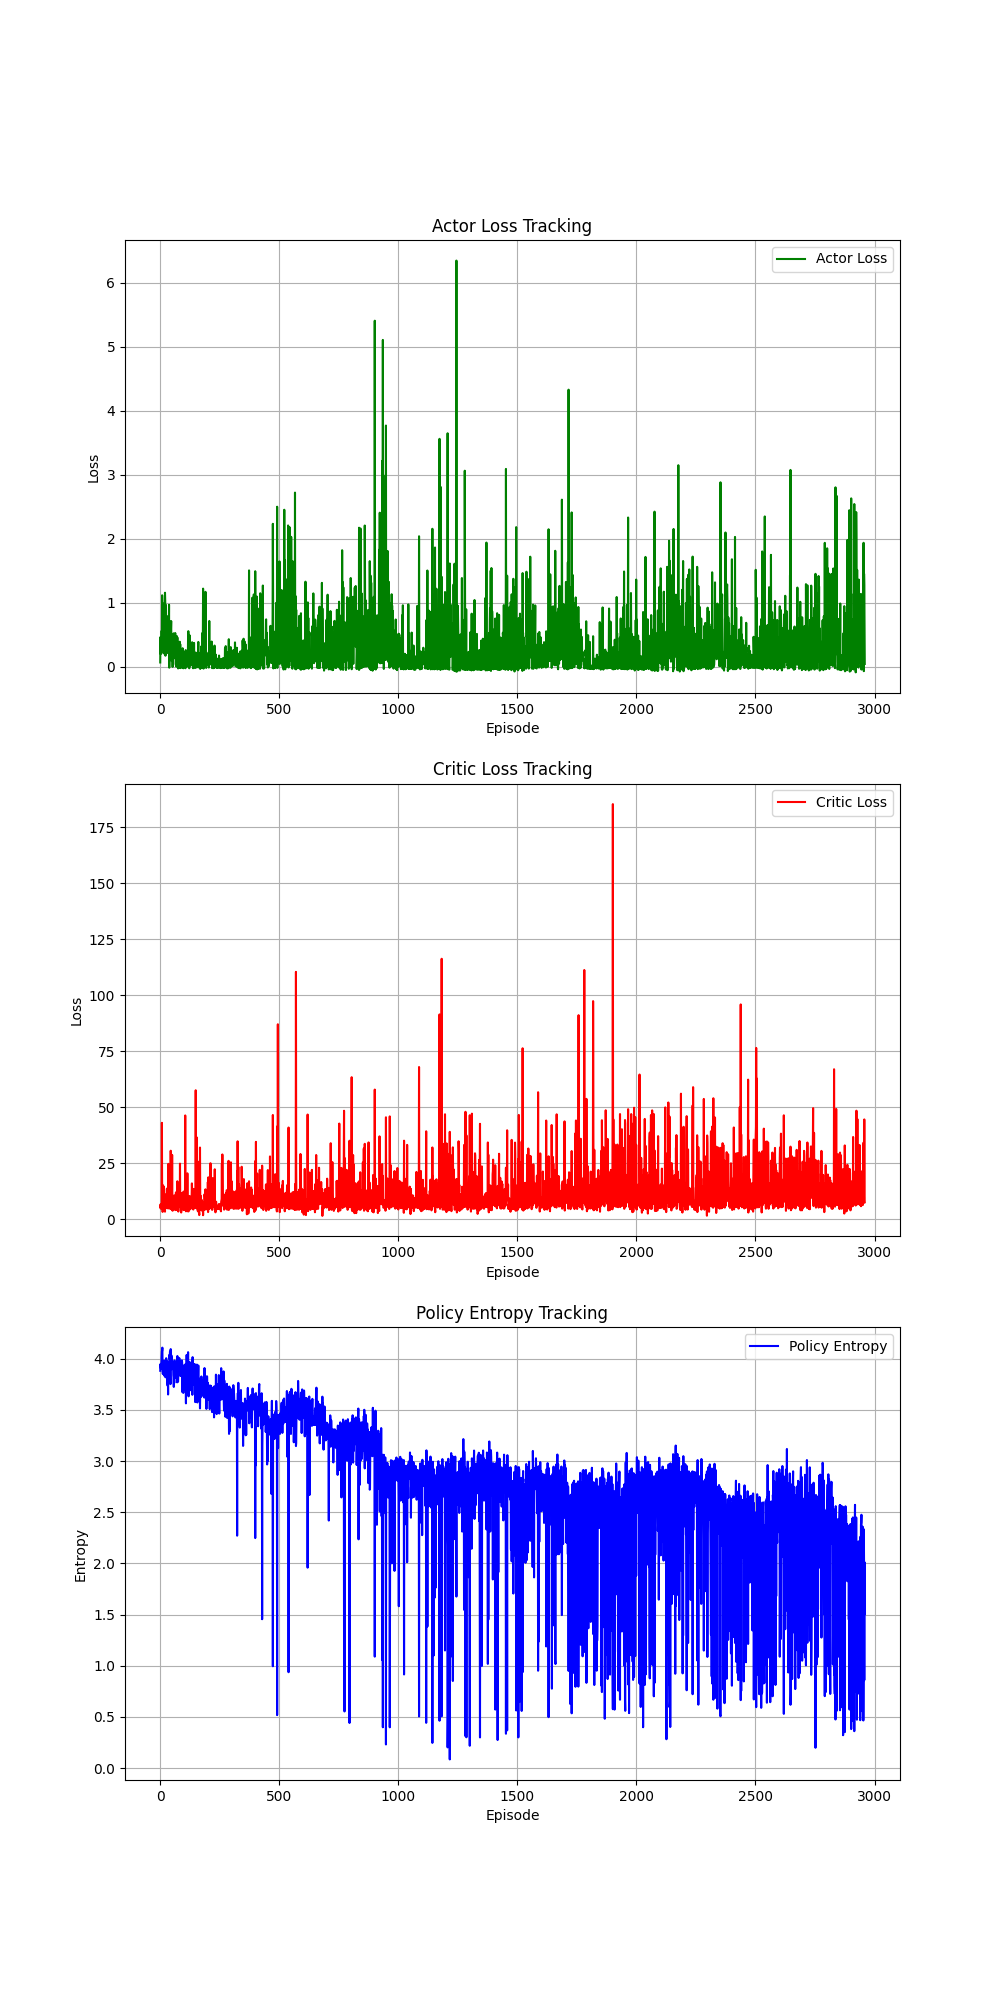 Actor Loss Tracking
Actor Loss
6
5
4
3
2
1
0
Loss
0 500 1000 1500 2000 2500 3000
Episode
Critic Loss Tracking
Critic Loss
175
150
125
100
75
50
25
0
Loss
0 500 1000 1500 2000 2500 3000
Episode
Policy Entropy Tracking
Policy Entropy
4.0
3.5
3.0
2.5
2.0
1.5
1.0
0.5
0.0
Entropy
0 500 1000 1500 2000 2500 3000
Episode